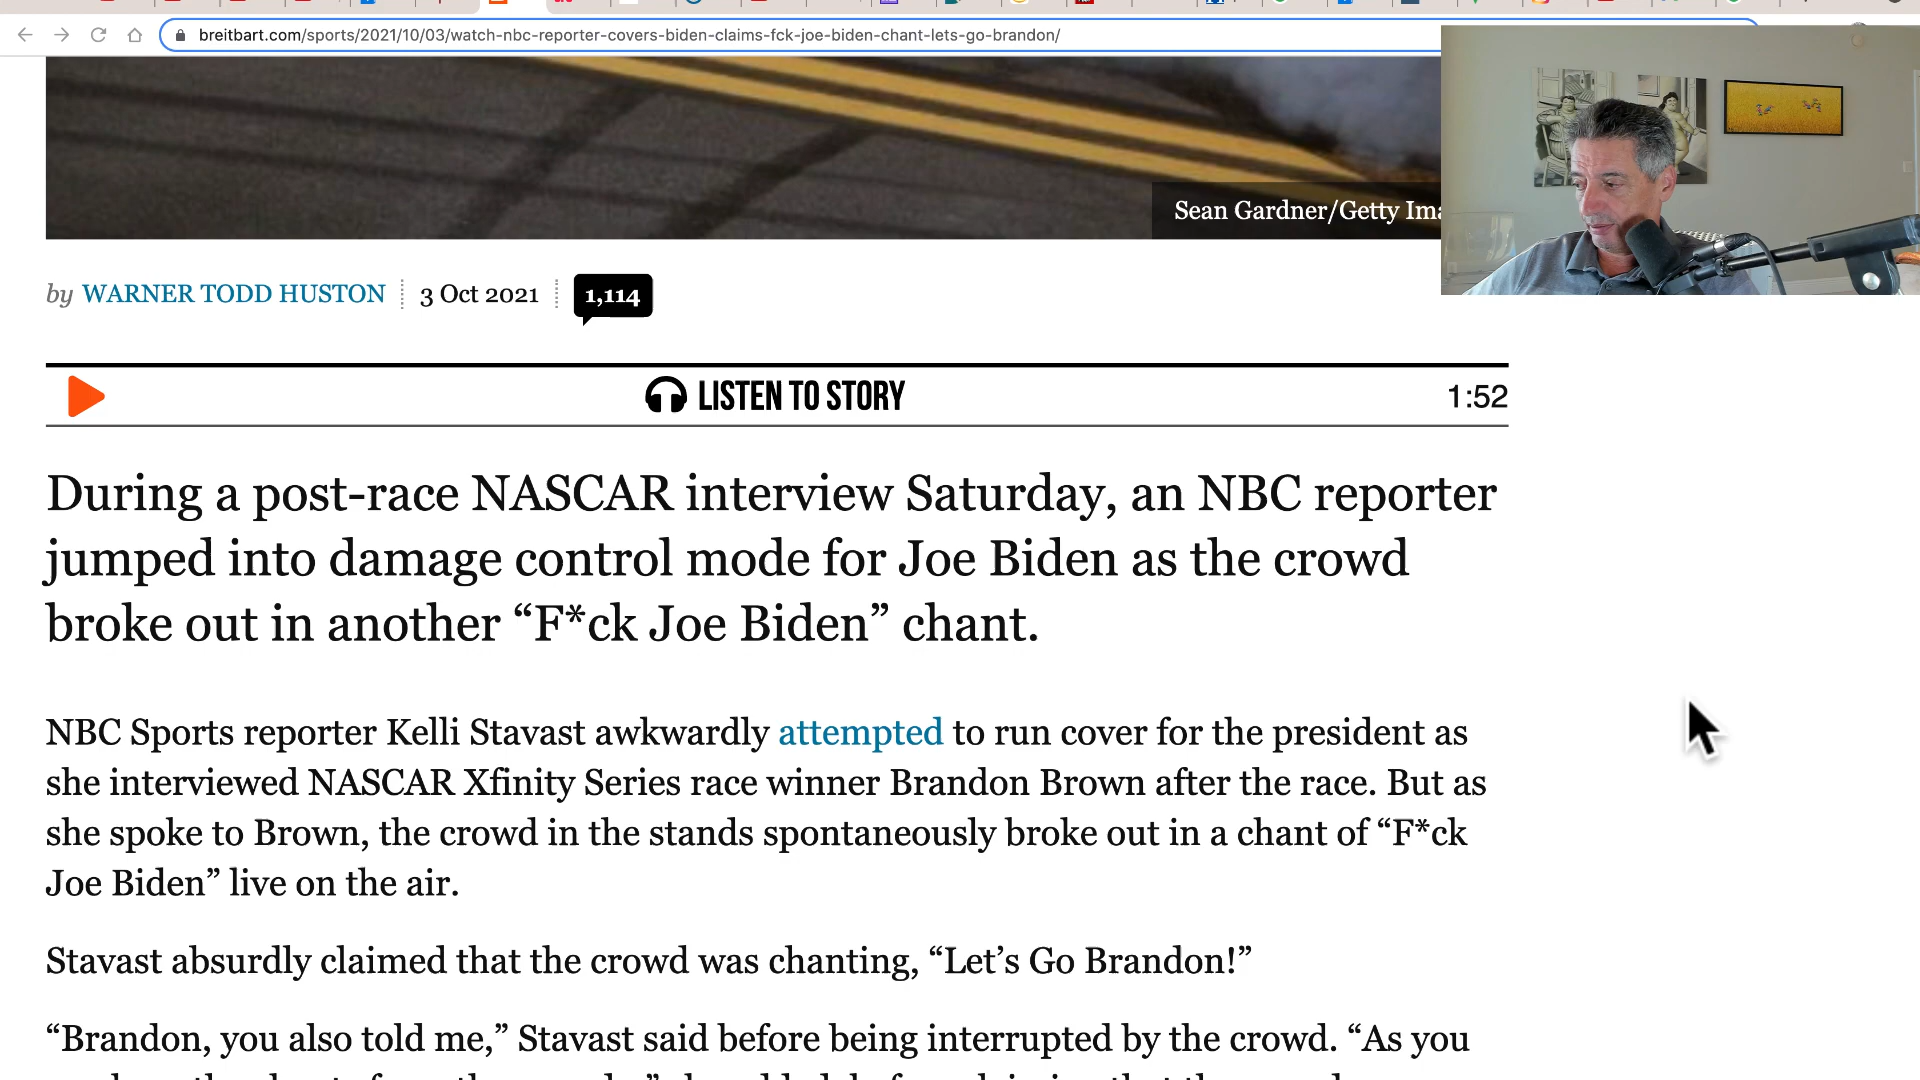 breitbart.com/sports/2021/10/03/watch-nbc-reporter-covers-biden-claims-fck-joe-biden-chant-lets-go-brandon/
Sean Gardner/Getty Ima
by WARNER TODD HUSTON 3 Oct 2021 1,114
LISTEN TO STORY 1:52
During a post-race NASCAR interview Saturday, an NBC reporter
jumped into damage control mode for Joe Biden as the crowd
broke out in another “F*ck Joe Biden” chant.
NBC Sports reporter Kelli Stavast awkwardly attempted to run cover for the president as
she interviewed NASCAR Xfinity Series race winner Brandon Brown after the race. But as
she spoke to Brown, the crowd in the stands spontaneously broke out in a chant of “F*ck
Joe Biden” live on the air.
Stavast absurdly claimed that the crowd was chanting, “Let’s Go Brandon!”
“Brandon, you also told me,” Stavast said before being interrupted by the crowd. “As you